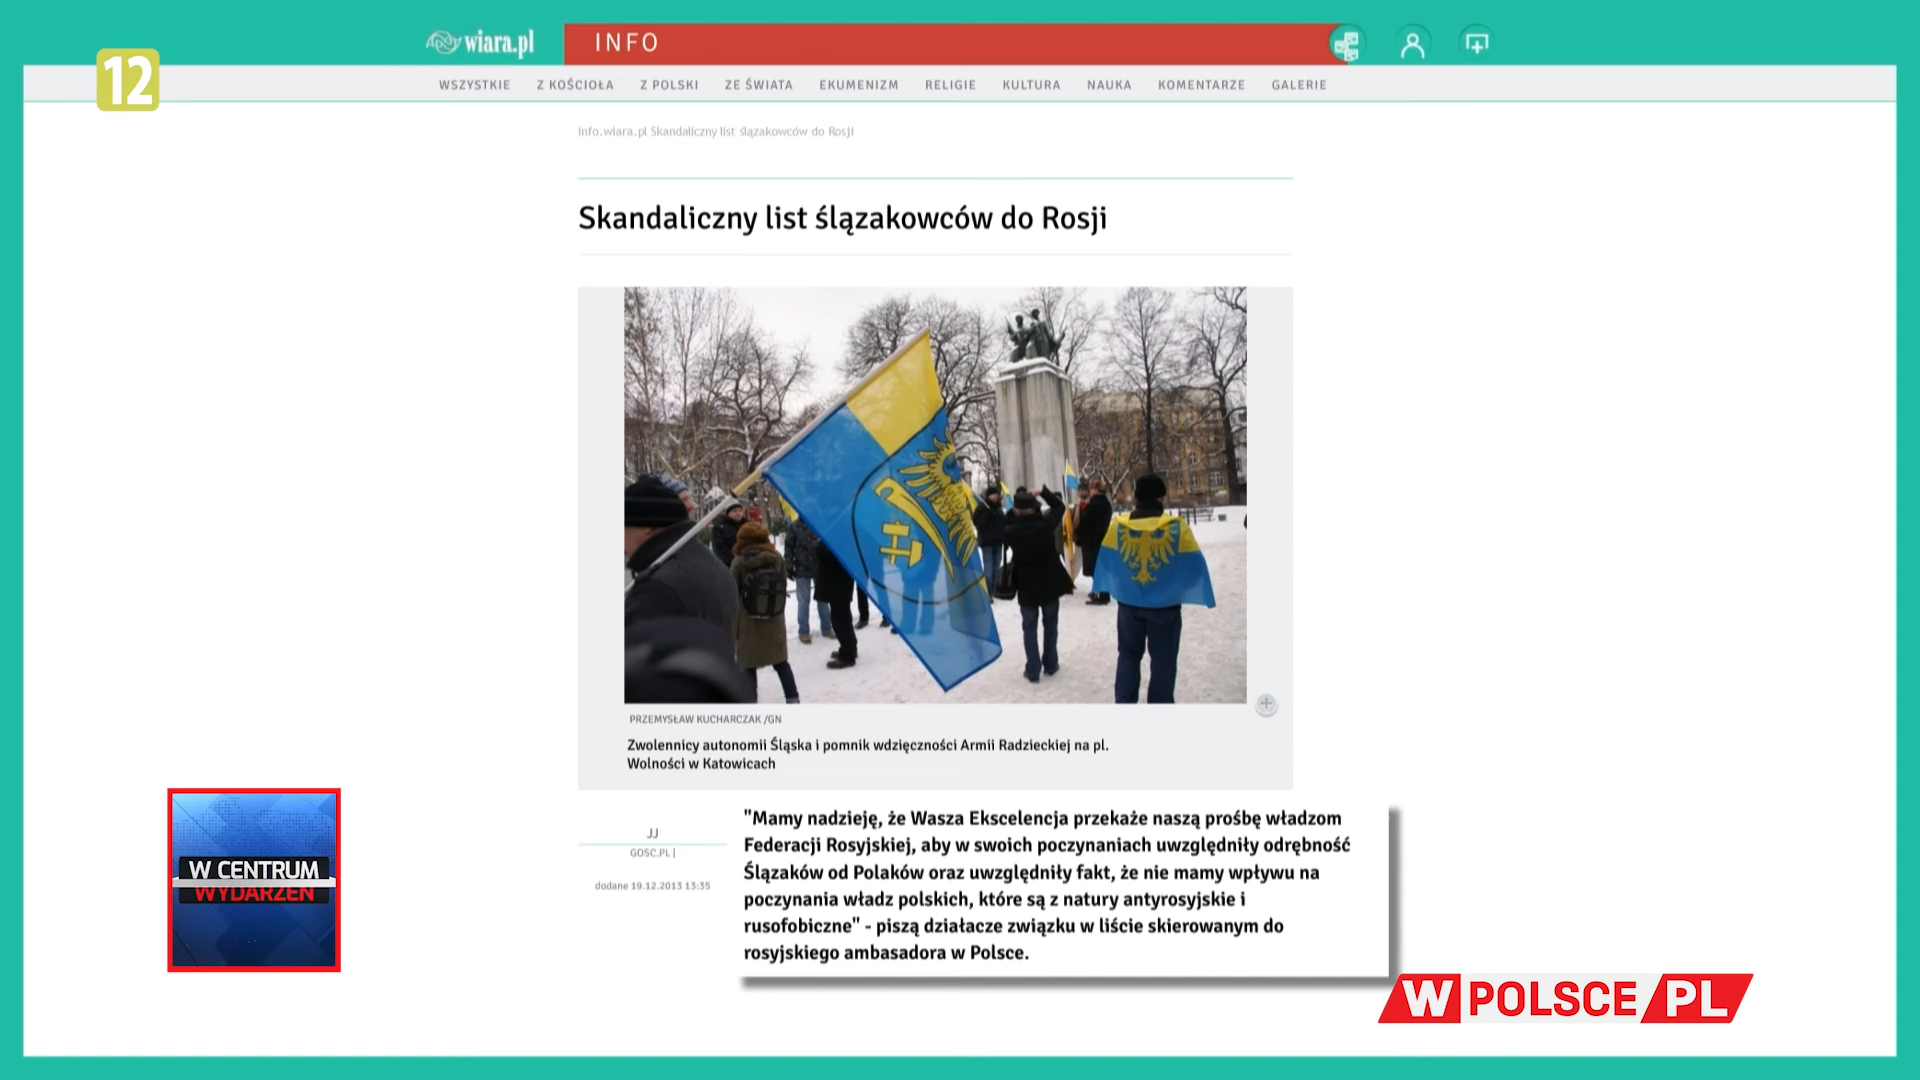 wiara.pl INFO
12
WSZYSTKIE Z KOŚCIOŁA Z POLSKI ZE ŚWIATA EKUMENIZM RELIGIE KULTURA NAUKA KOMENTARZE GALERIE
Info.wiara.pl Skandaliczny list ślązakowców do Rosji
Skandaliczny list ślązakowców do Rosji
PRZEMYSŁAW KUCHARCZAK /GN
Zwolennicy autonomii Śląska i pomnik wdzięczności Armii Radzieckiej na pl.
Wolności w Katowicach
JJ
GOSC.PL |
dodane 19.12.2013 13:35
"Mamy nadzieję, że Wasza Ekscelencja przekaże naszą prośbę władzom
Federacji Rosyjskiej, aby w swoich poczynaniach uwzględniły odrębność
Ślązaków od Polaków oraz uwzględniły fakt, że nie mamy wpływu na
poczynania władz polskich, które są z natury antyrosyjskie i
rusofobiczne" - piszą działacze związku w liście skierowanym do
rosyjskiego ambasadora w Polsce.
W CENTRUM
WYDARZEŃ
W POLSCE PL